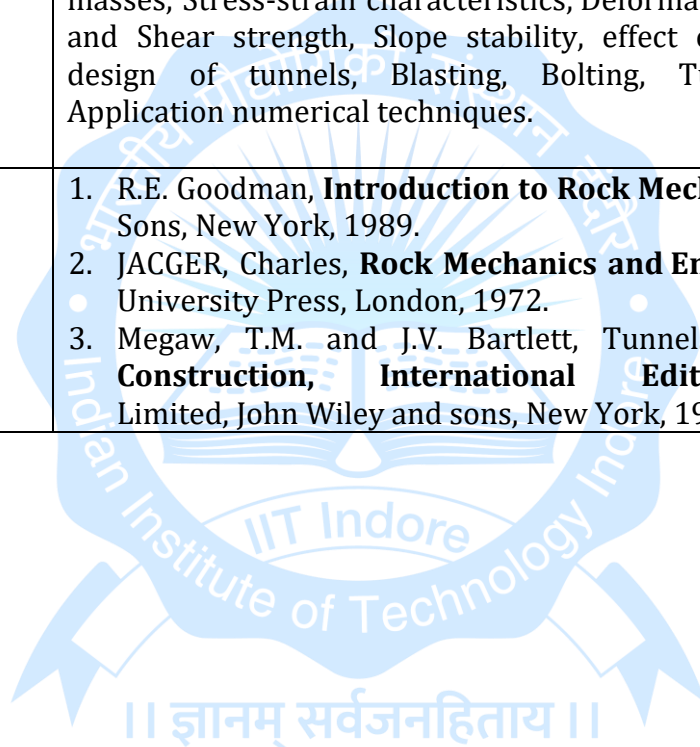 masses, Stress-strain characteristics, Deforma
and Shear strength, Slope stability, effect
design of tunnels, Blasting, Bolting, T
Application numerical techniques.
1. R.E. Goodman, Introduction to Rock Mec
Sons, New York, 1989.
2. JACGER, Charles, Rock Mechanics and E
University Press, London, 1972.
3. Megaw, T.M. and J.V. Bartlett, Tunnel
Construction, International Edit
Limited, John Wiley and sons, New York, 19
भारतीय प्रौद्योगिकी संस्थान इंदौर
Indian Institute of Technology Indore
IIT Indore
।। ज्ञानम् सर्वजनहिताय ।।